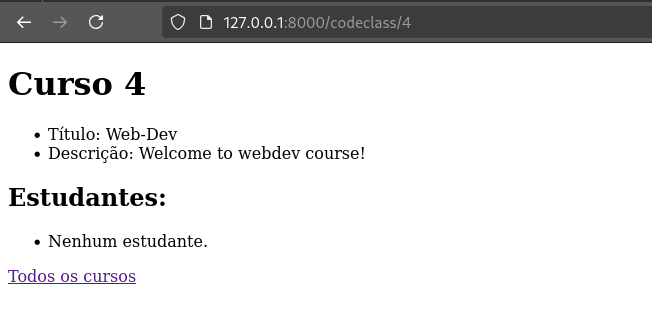 127.0.0.1:8000/codeclass/4
Curso 4
• Título: Web-Dev
• Descrição: Welcome to webdev course!
Estudantes:
• Nenhum estudante.
Todos os cursos